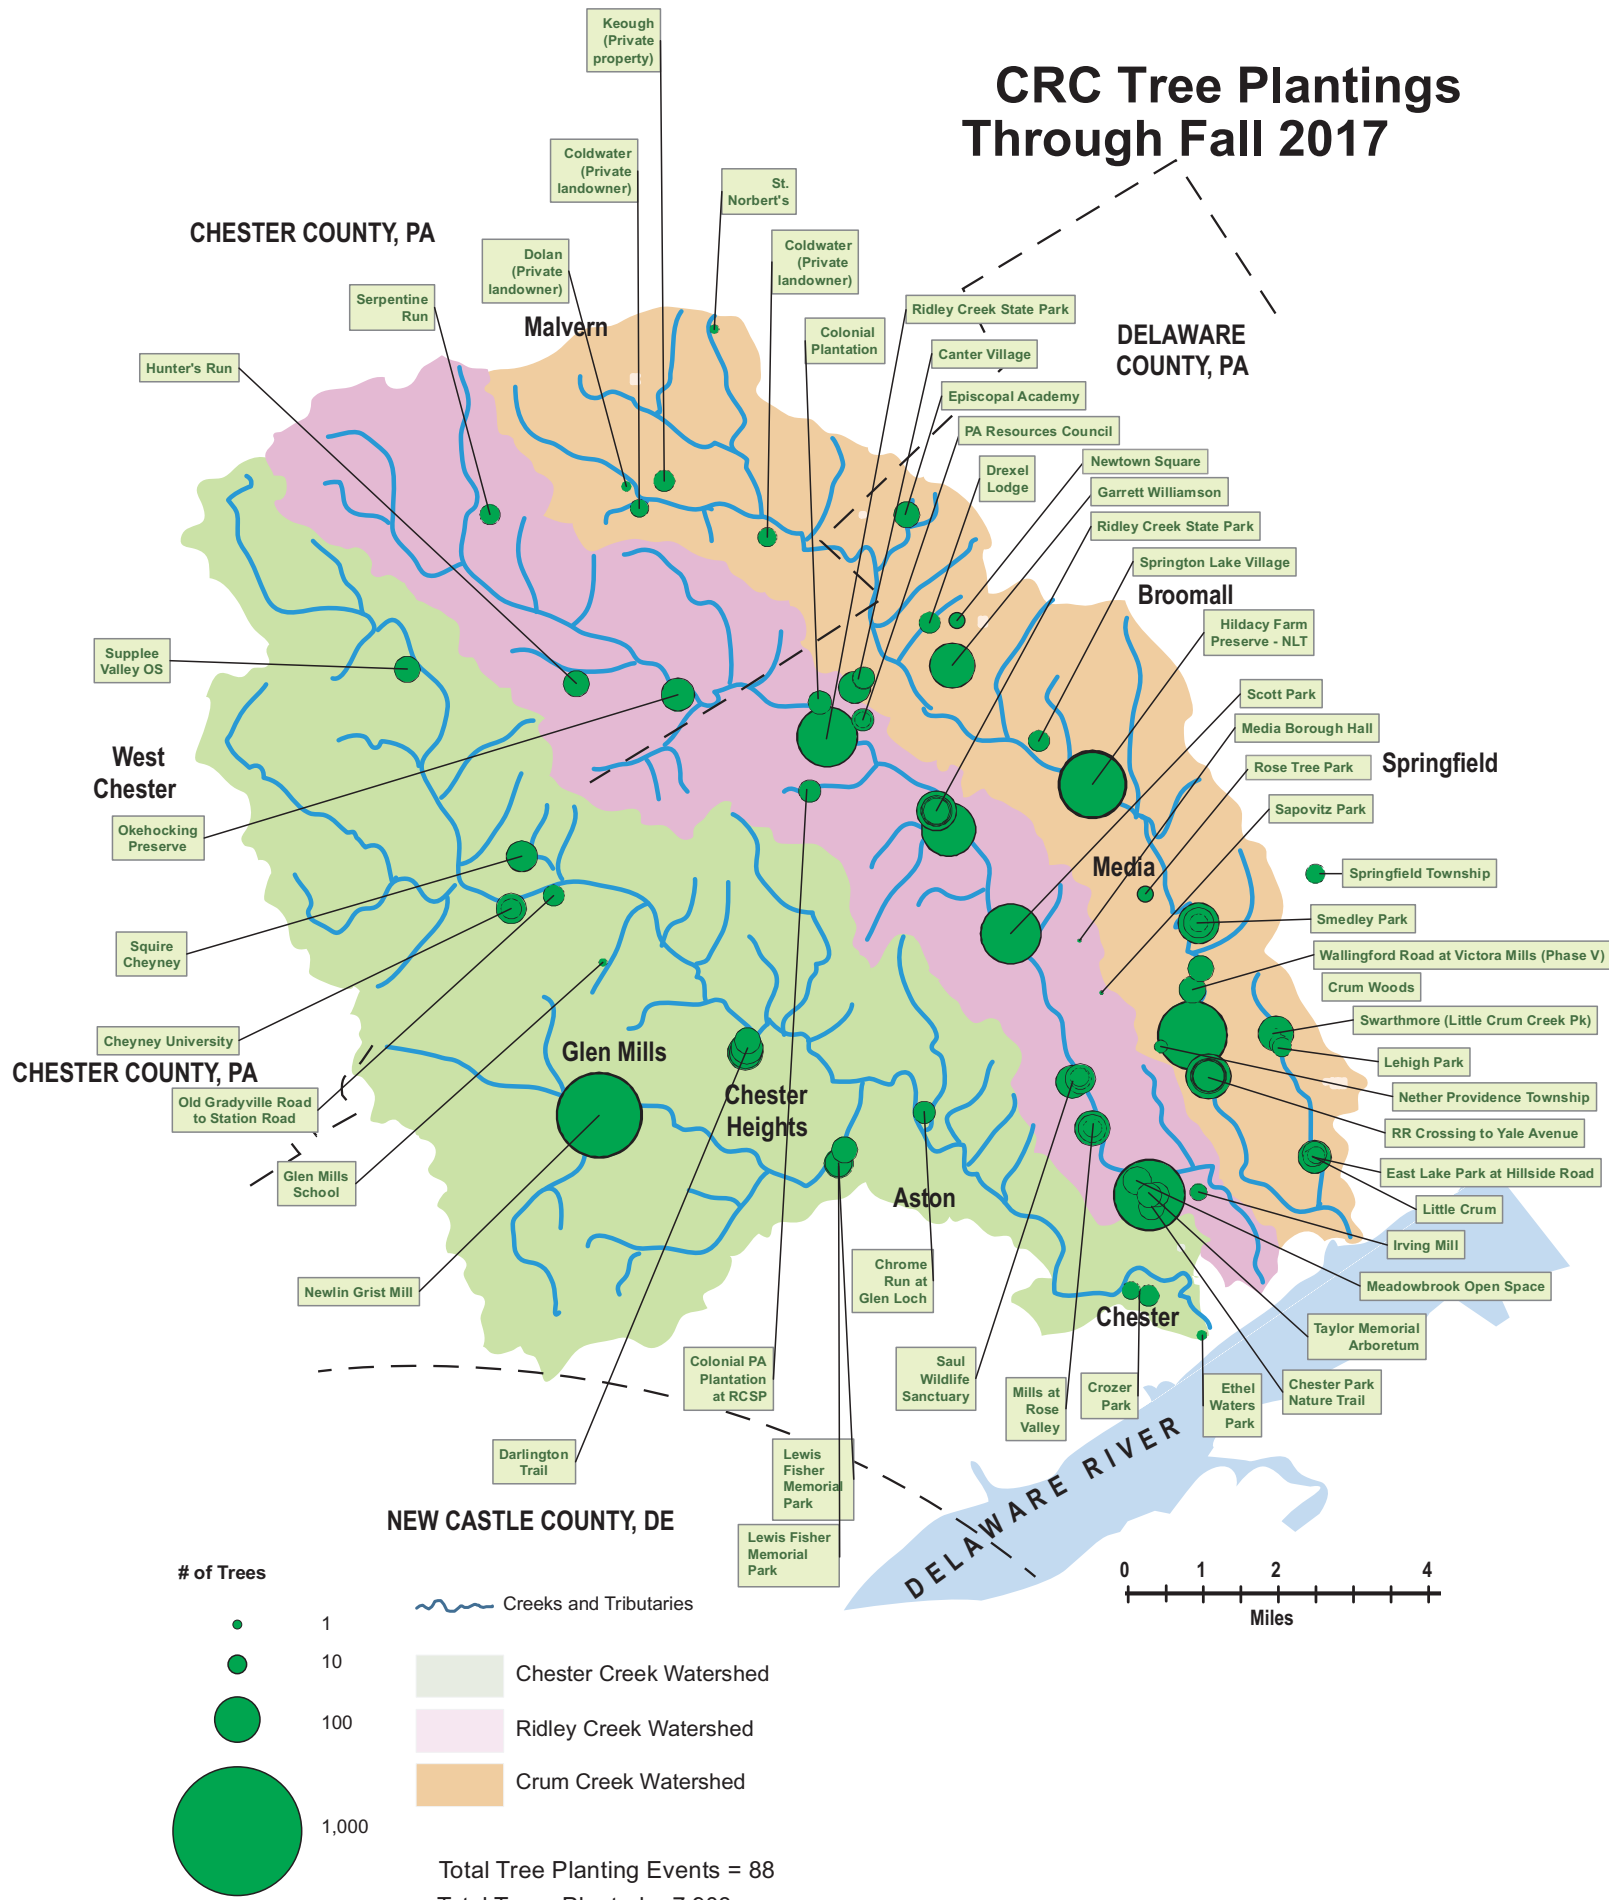 CRC Tree Plantings
Through Fall 2017
Keough
(Private
property)
Coldwater
(Private
landowner)
St.
Norbert's
CHESTER COUNTY, PA
Dolan
(Private
landowner)
Coldwater
(Private
landowner)
Serpentine
Run
Malvern
Ridley Creek State Park
Colonial
Plantation
DELAWARE
COUNTY, PA
Hunter's Run
Canter Village
Episcopal Academy
PA Resources Council
Drexel
Lodge
Newtown Square
Garrett Williamson
Ridley Creek State Park
Springton Lake Village
Broomall
Hildacy Farm
Preserve - NLT
Supplee
Valley OS
Scott Park
Media Borough Hall
West
Chester
Rose Tree Park
Springfield
Sapovitz Park
Okehocking
Preserve
Media
Springfield Township
Smedley Park
Squire
Cheyney
Wallingford Road at Victora Mills (Phase V)
Crum Woods
Cheyney University
Swarthmore (Little Crum Creek Pk)
Glen Mills
Lehigh Park
CHESTER COUNTY, PA
Chester
Heights
Nether Providence Township
Old Gradyville Road
to Station Road
RR Crossing to Yale Avenue
Glen Mills
School
East Lake Park at Hillside Road
Aston
Little Crum
Irving Mill
Chrome
Run at
Glen Loch
Newlin Grist Mill
Meadowbrook Open Space
Chester
Taylor Memorial
Arboretum
Colonial PA
Plantation
at RCSP
Saul
Wildlife
Sanctuary
Mills at
Rose
Valley
Crozer
Park
Ethel
Waters
Park
Chester Park
Nature Trail
Darlington
Trail
Lewis
Fisher
Memorial
Park
DELAWARE RIVER
NEW CASTLE COUNTY, DE
Lewis Fisher
Memorial
Park
# of Trees
1
10
100
1,000
Creeks and Tributaries
Chester Creek Watershed
Ridley Creek Watershed
Crum Creek Watershed
0 1 2 4
Miles
Total Tree Planting Events = 88